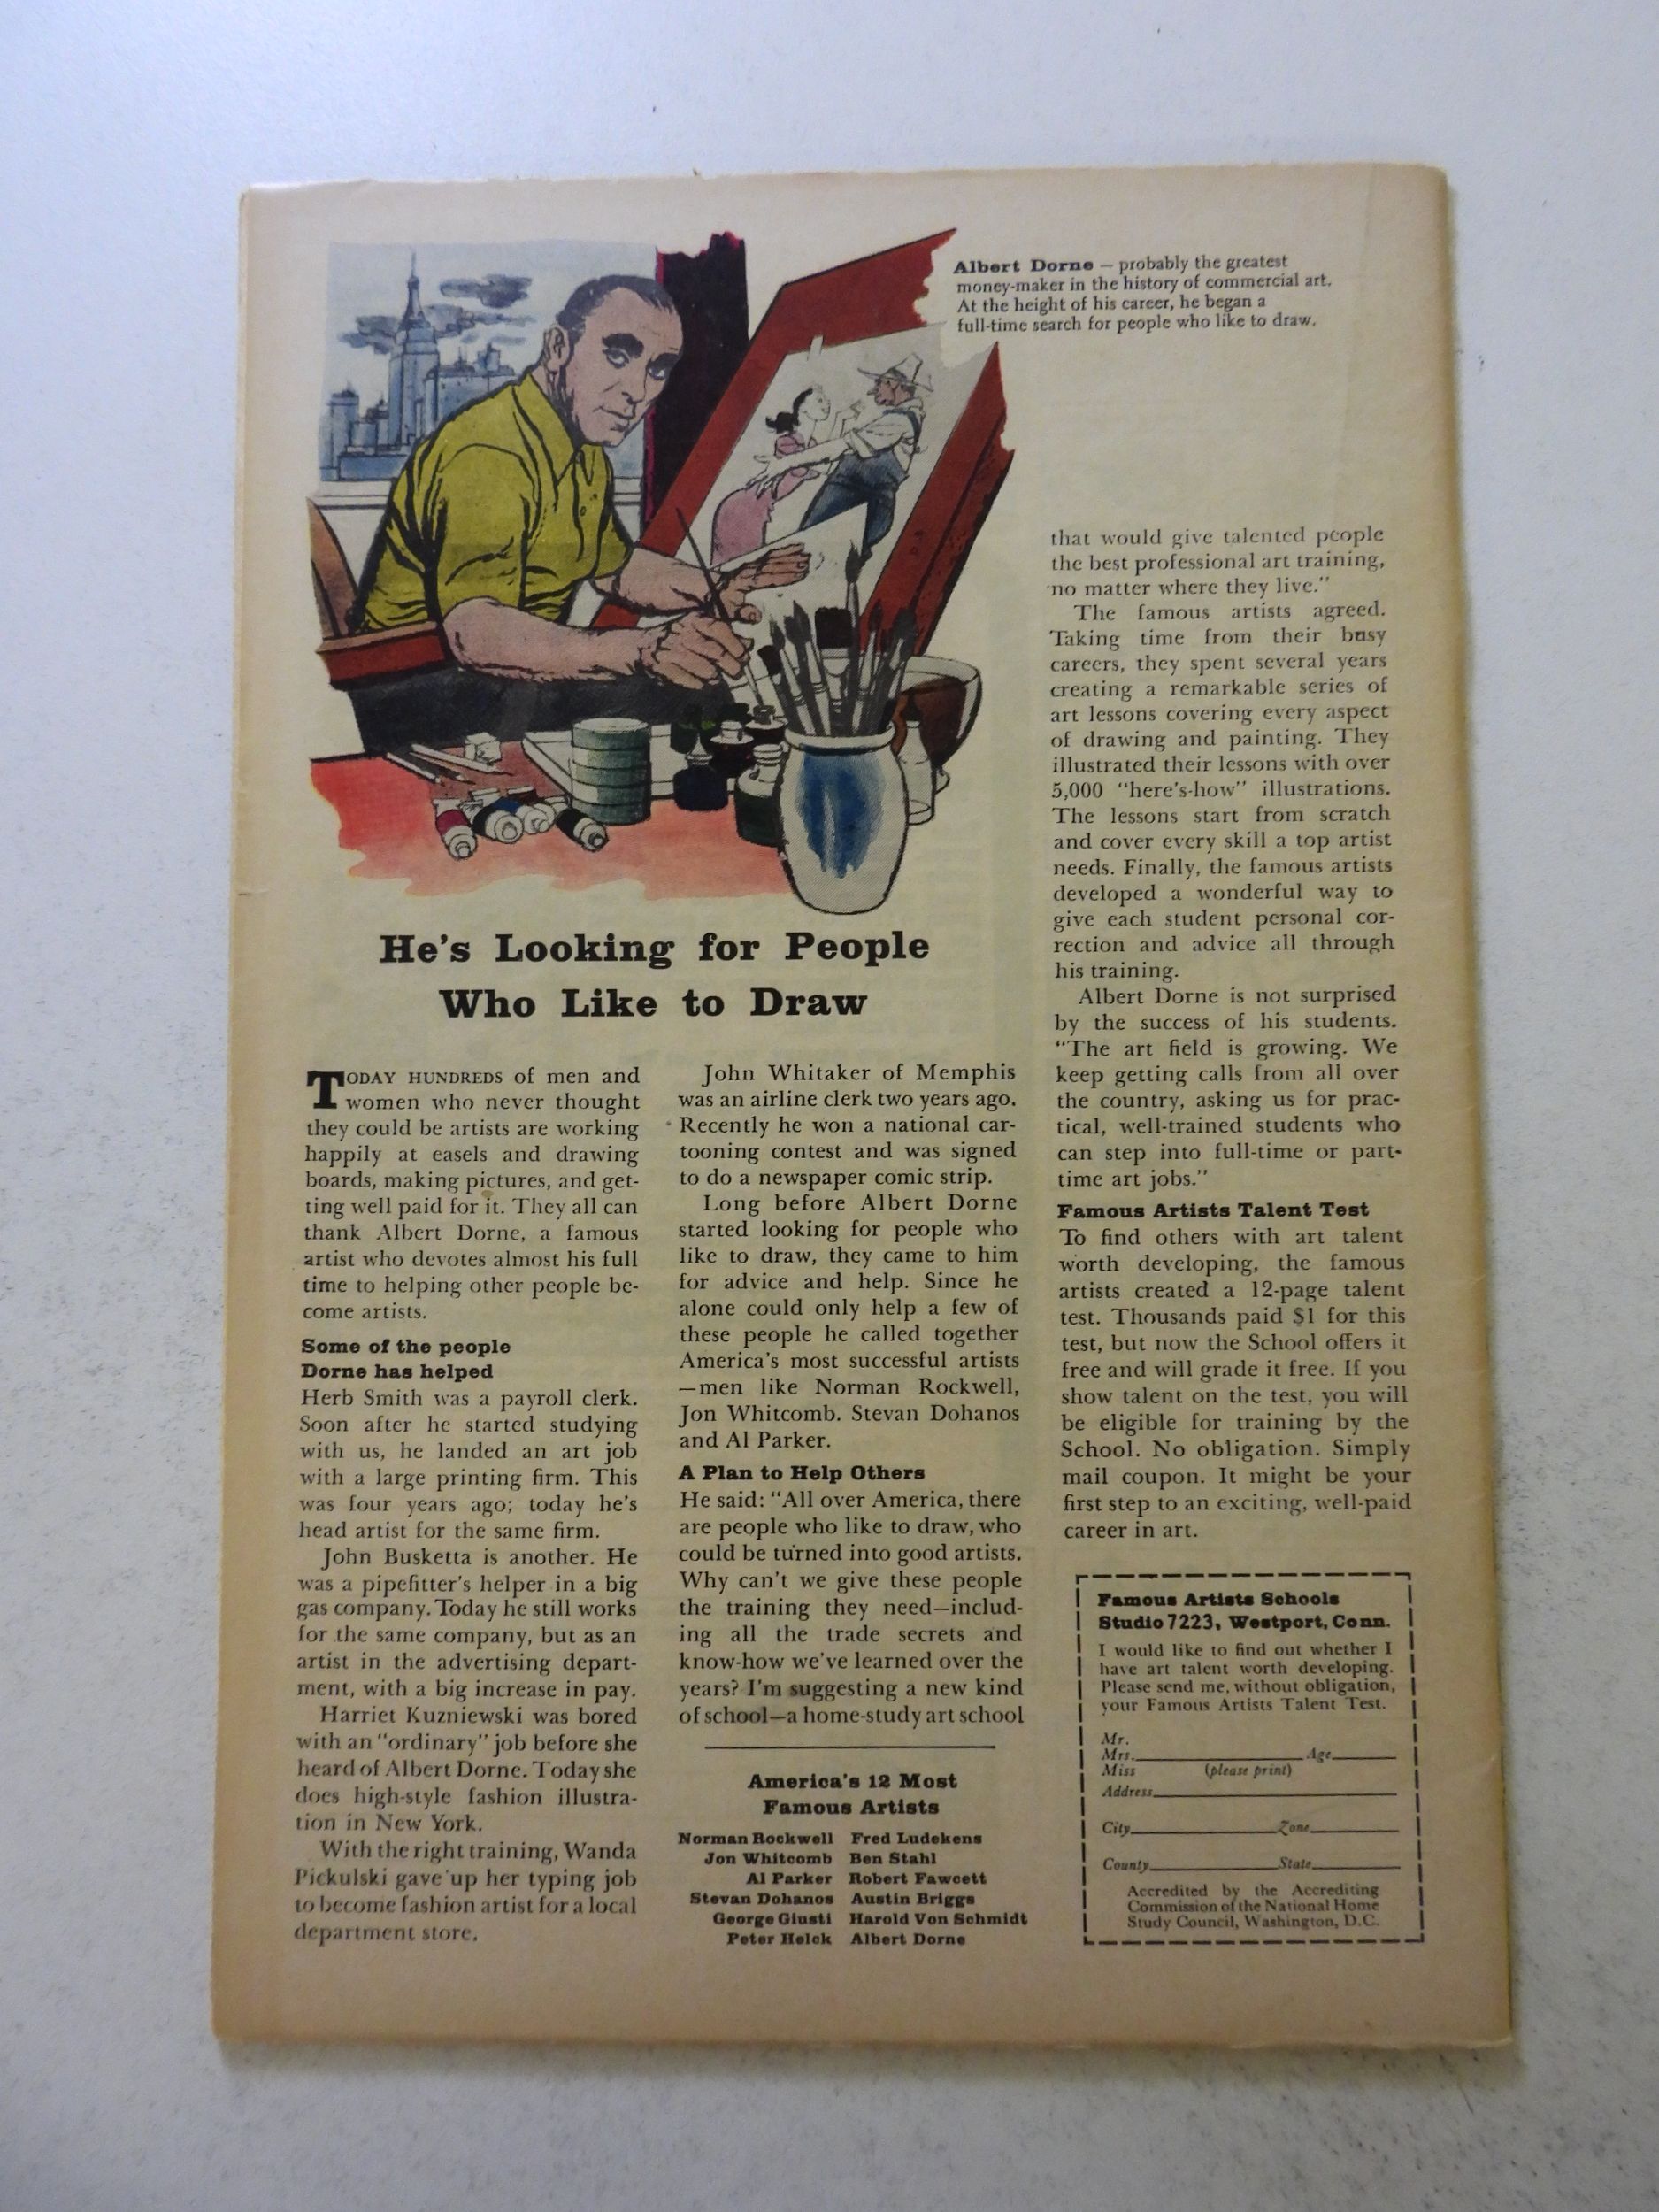 Albert Dorne — probably the greatest
money-maker in the history of commercial art.
At the height of his career, he began a
full-time search for people who like to draw.
He's Looking for People
Who Like to Draw
TODAY HUNDREDS of men and
women who never thought
they could be artists are working
happily at easels and drawing
boards, making pictures, and get-
ting well paid for it. They all can
thank Albert Dorne, a famous
artist who devotes almost his full
time to helping other people be-
come artists.
Some of the people
Dorne has helped
Herb Smith was a payroll clerk.
Soon after he started studying
with us, he landed an art job
with a large printing firm. This
was four years ago; today he's
head artist for the same firm.
John Busketta is another. He
was a pipefitter's helper in a big
gas company. Today he still works
for the same company, but as an
artist in the advertising depart-
ment, with a big increase in pay.
Harriet Kuzniewski was bored
with an "ordinary" job before she
heard of Albert Dorne. Today she
does high-style fashion illustra-
tion in New York.
With the right training, Wanda
Pickulski gave up her typing job
to become fashion artist for a local
department store.
John Whitaker of Memphis
was an airline clerk two years ago.
Recently he won a national car-
tooning contest and was signed
to do a newspaper comic strip.
Long before Albert Dorne
started looking for people who
like to draw, they came to him
for advice and help. Since he
alone could only help a few of
these people he called together
America's most successful artists
—men like Norman Rockwell,
Jon Whitcomb. Stevan Dohanos
and Al Parker.
A Plan to Help Others
He said: "All over America, there
are people who like to draw, who
could be turned into good artists.
Why can't we give these people
the training they need—includ-
ing all the trade secrets and
know-how we've learned over the
years? I'm suggesting a new kind
of school—a home-study art school
America's 12 Most
Famous Artists
Norman Rockwell Fred Ludekens
Jon Whitcomb Ben Stahl
Al Parker Robert Fawcett
Stevan Dohanos Austin Briggs
George Giusti Harold Von Schmidt
Peter Helck Albert Dorne
that would give talented people
the best professional art training,
no matter where they live."
The famous artists agreed.
Taking time from their busy
careers, they spent several years
creating a remarkable series of
art lessons covering every aspect
of drawing and painting. They
illustrated their lessons with over
5,000 "here's-how" illustrations.
The lessons start from scratch
and cover every skill a top artist
needs. Finally, the famous artists
developed a wonderful way to
give each student personal cor-
rection and advice all through
his training.
Albert Dorne is not surprised
by the success of his students.
"The art field is growing. We
keep getting calls from all over
the country, asking us for prac-
tical, well-trained students who
can step into full-time or part-
time art jobs."
Famous Artists Talent Test
To find others with art talent
worth developing, the famous
artists created a 12-page talent
test. Thousands paid $1 for this
test, but now the School offers it
free and will grade it free. If you
show talent on the test, you will
be eligible for training by the
School. No obligation. Simply
mail coupon. It might be your
first step to an exciting, well-paid
career in art.
Famous Artists Schools
Studio 7223, Westport, Conn.
I would like to find out whether I
have art talent worth developing.
Please send me, without obligation,
your Famous Artists Talent Test.
Mr.
Mrs. Age
Miss (please print)
Address
City Zone
County State
Accredited by the Accrediting
Commission of the National Home
Study Council, Washington, D.C.